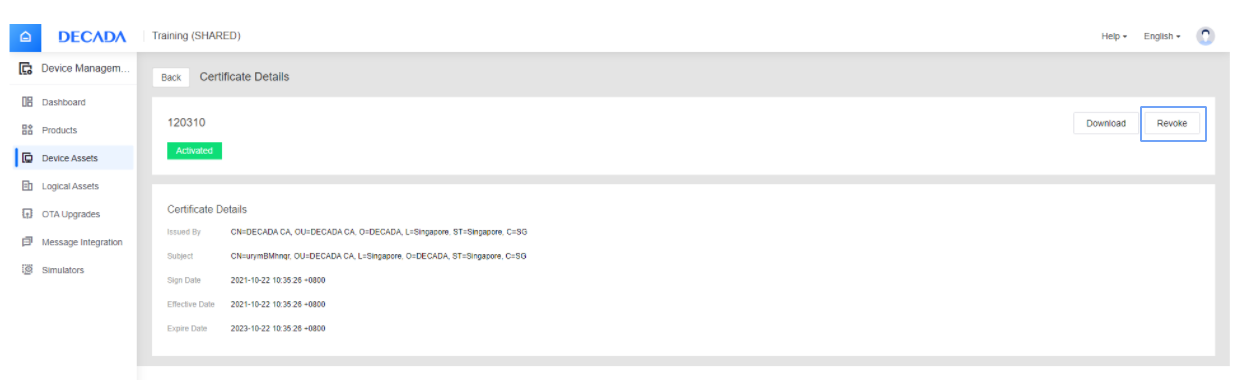 DECADA
Training (SHARED)
Help
English
Device Managem...
Back
Certificate Details
Dashboard
Products
Device Assets
Logical Assets
OTA Upgrades
Message Integration
Simulators
120310
Download
Revoke
Activated
Certificate Details
Issued By CN=DECADA CA, OU=DECADA CA, O=DECADA, L=Singapore, ST=Singapore, C=SG
Subject CN=urymBMhnqr, OU=DECADA CA, L=Singapore, O=DECADA, ST=Singapore, C=SG
Sign Date 2021-10-22 10:35:26 +0800
Effective Date 2021-10-22 10:35:26 +0800
Expire Date 2023-10-22 10:35:26 +0800